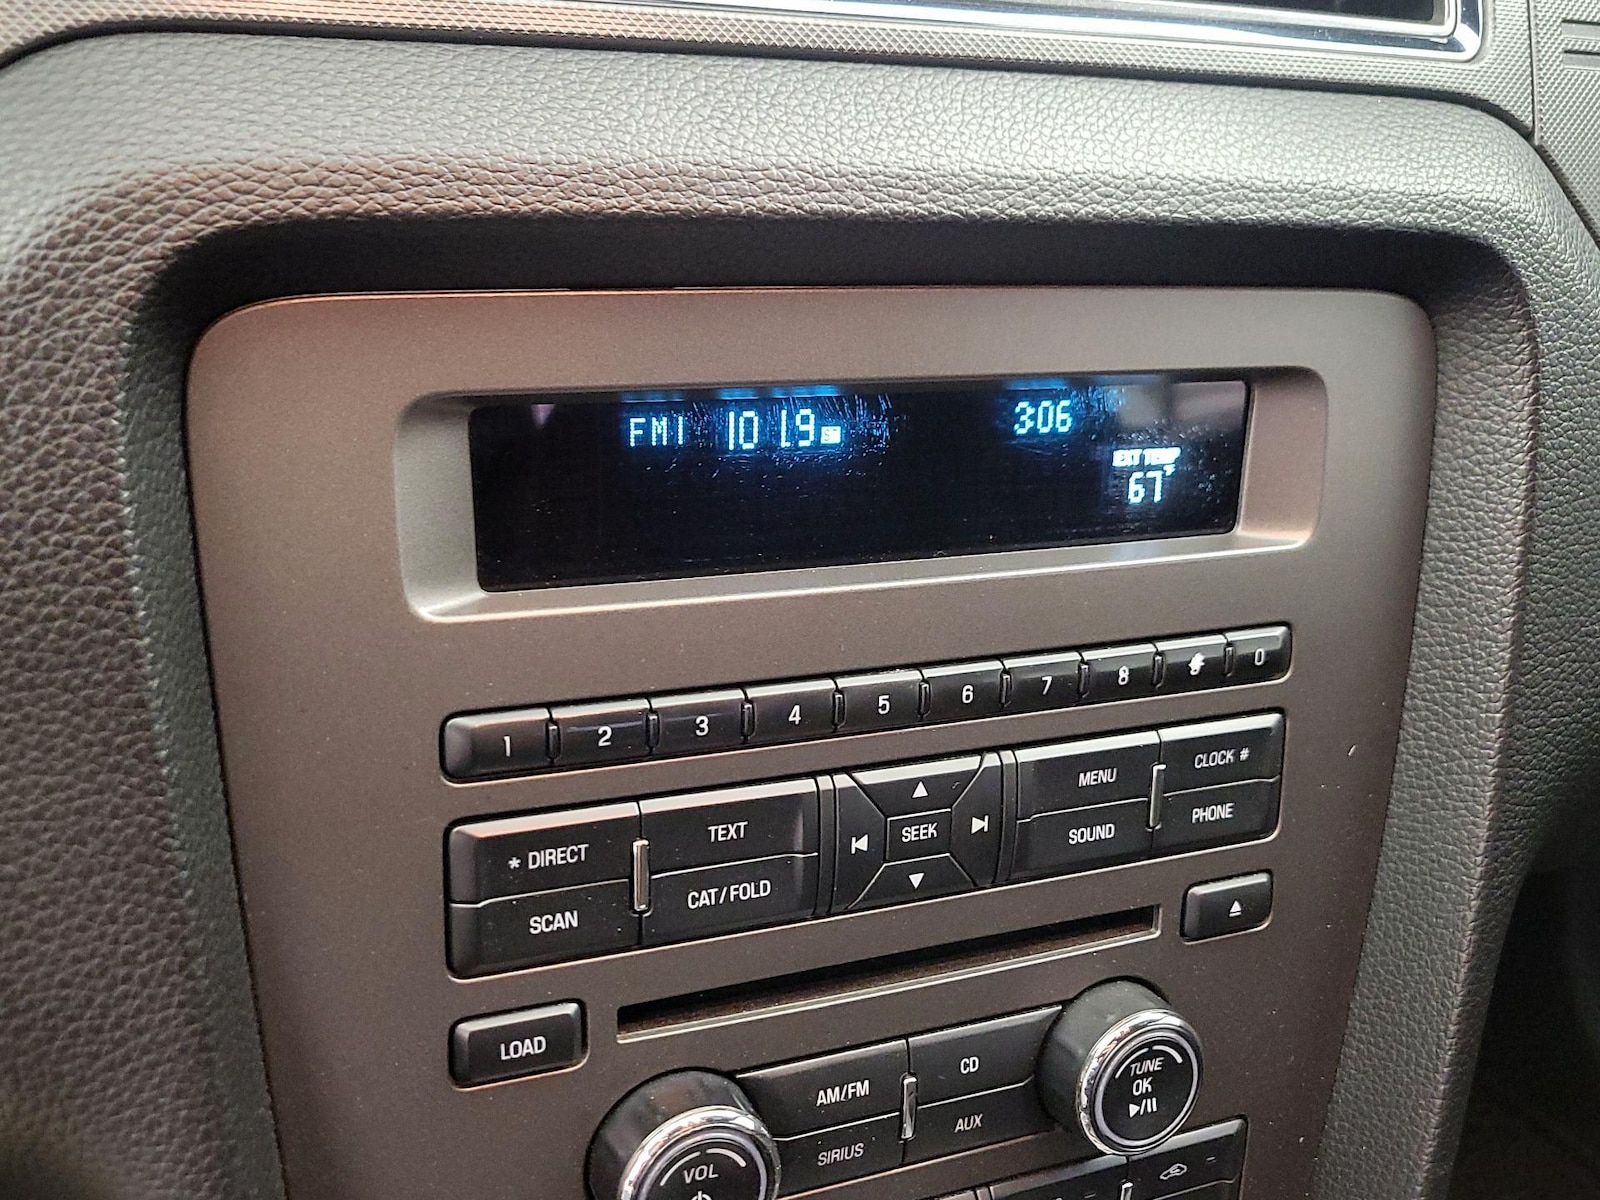 FM1 101.9 ST 3:06
EXT TEMP
67°F
1 2 3 4 5 6 7 8 0
* DIRECT TEXT SEEK MENU CLOCK #
SCAN CAT/FOLD SOUND PHONE
LOAD
AM/FM CD
SIRIUS AUX
TUNE
OK
VOL